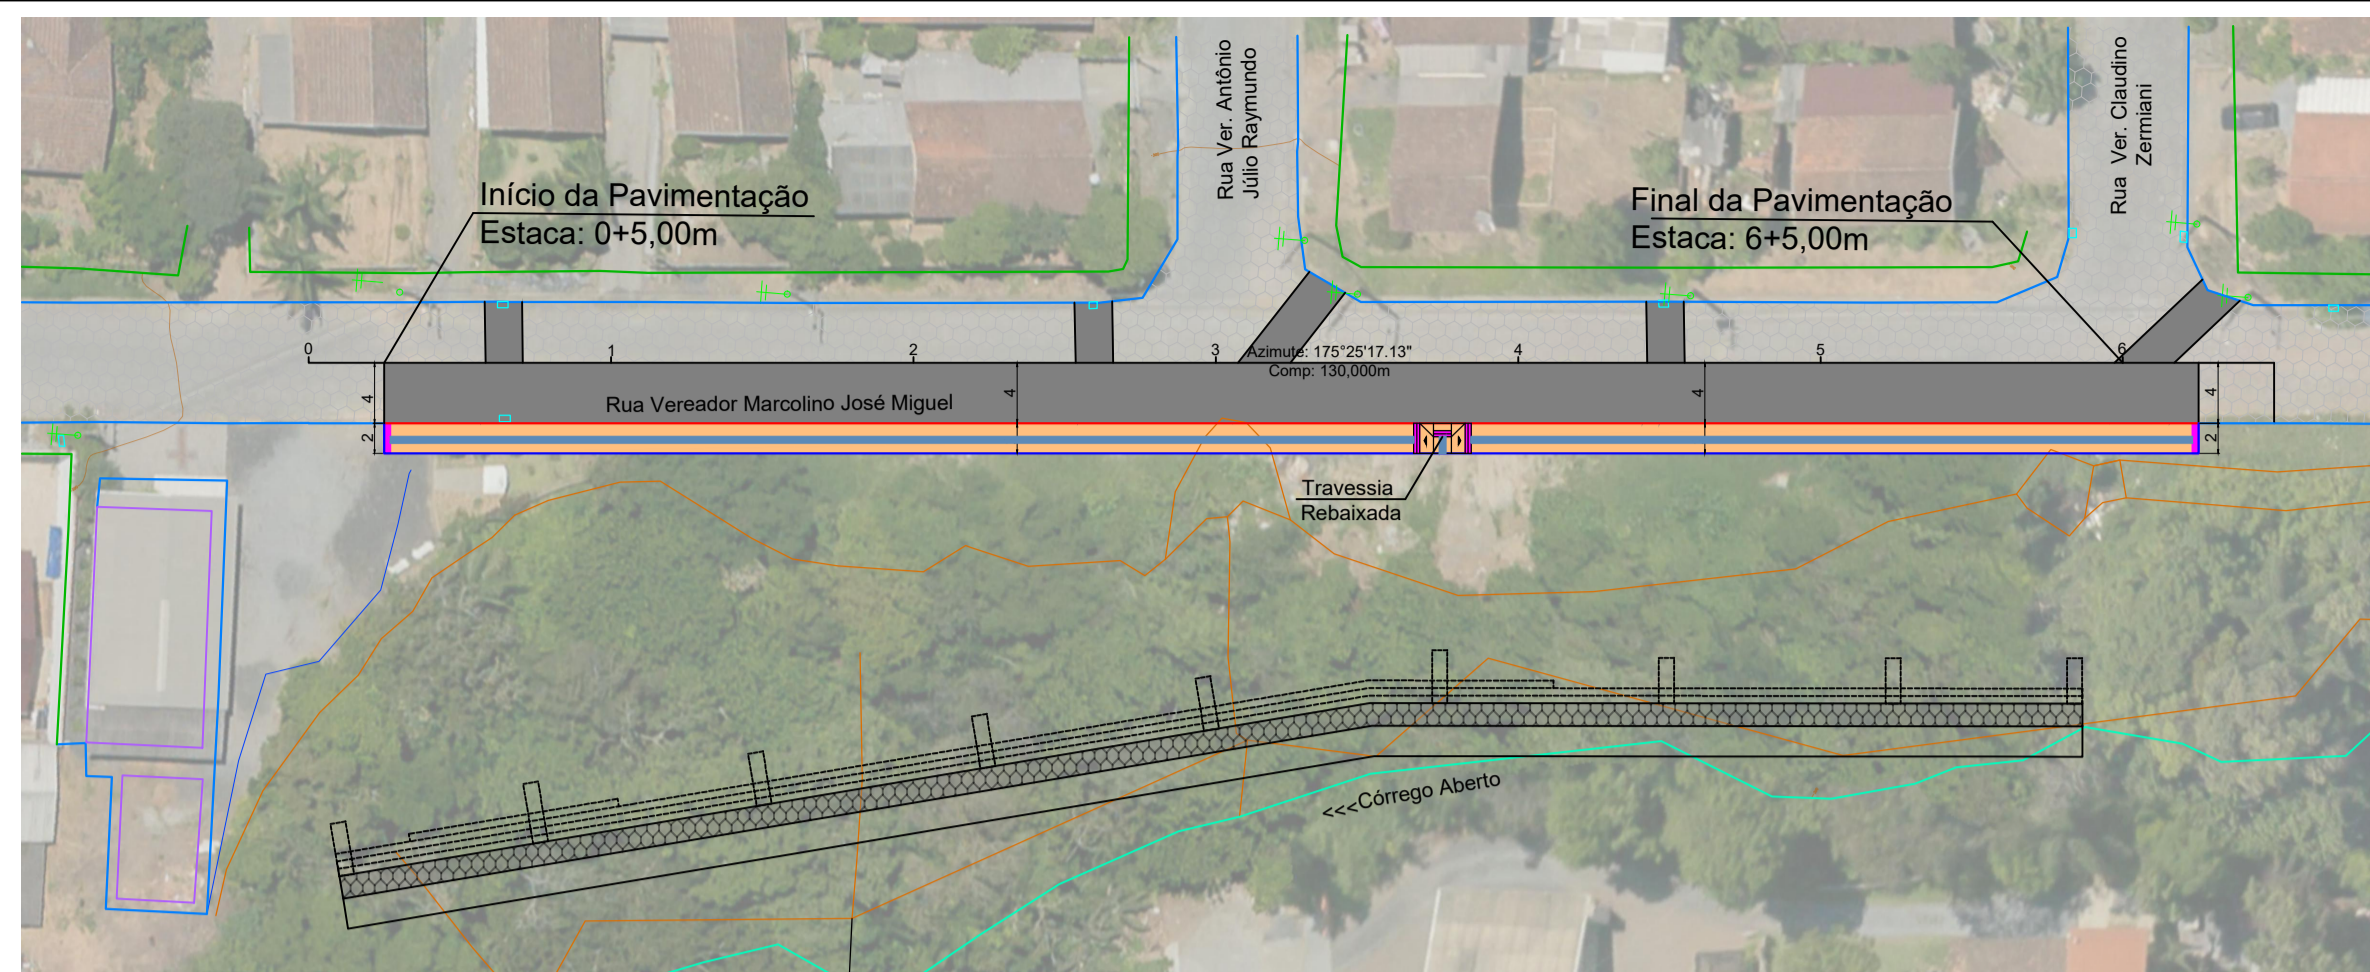 Rua Ver. Antônio
Júlio Raymundo
Rua Ver. Claudino
Zermiani
Início da Pavimentação
Estaca: 0+5,00m
Final da Pavimentação
Estaca: 6+5,00m
0 1 2 3 4 5 6
Azimute: 175°25'17.13"
Comp: 130,000m
4 4 4 4
Rua Vereador Marcolino José Miguel
2 2
Travessia
Rebaixada
<<<Córrego Aberto